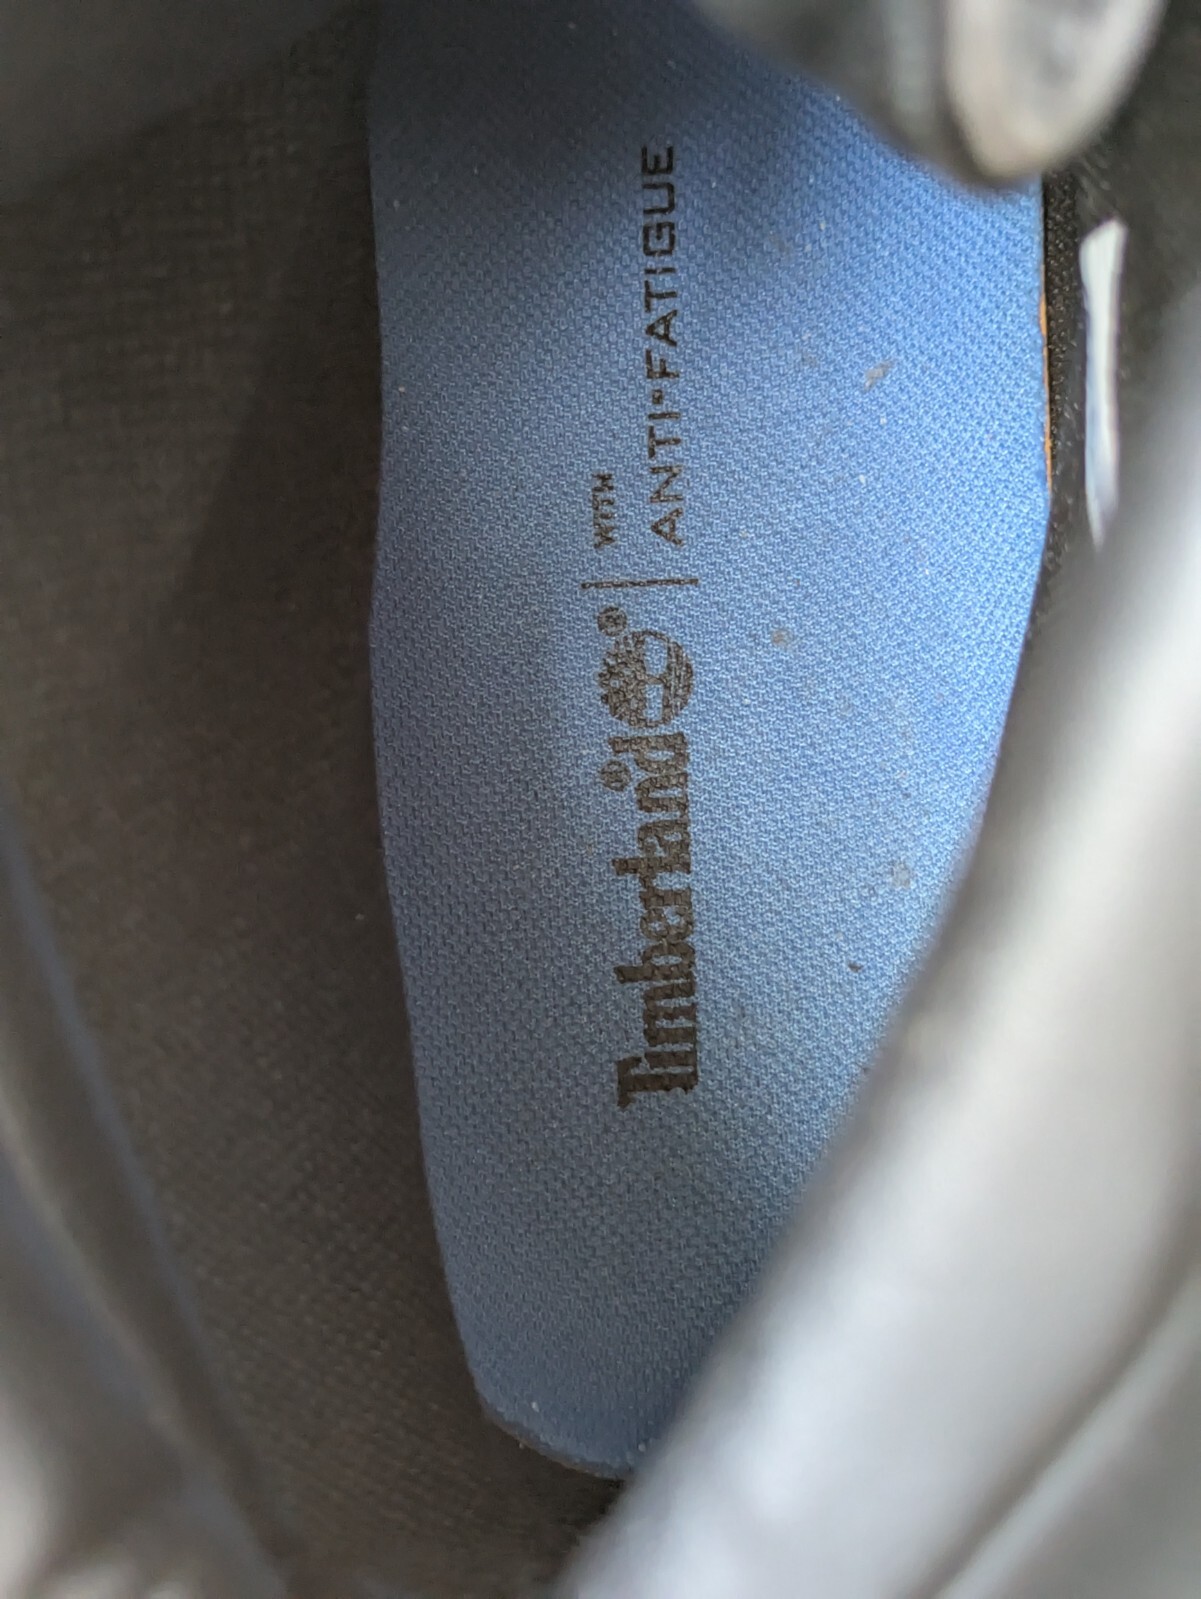 Timberland® ® | WITH
ANTI•FATIGUE